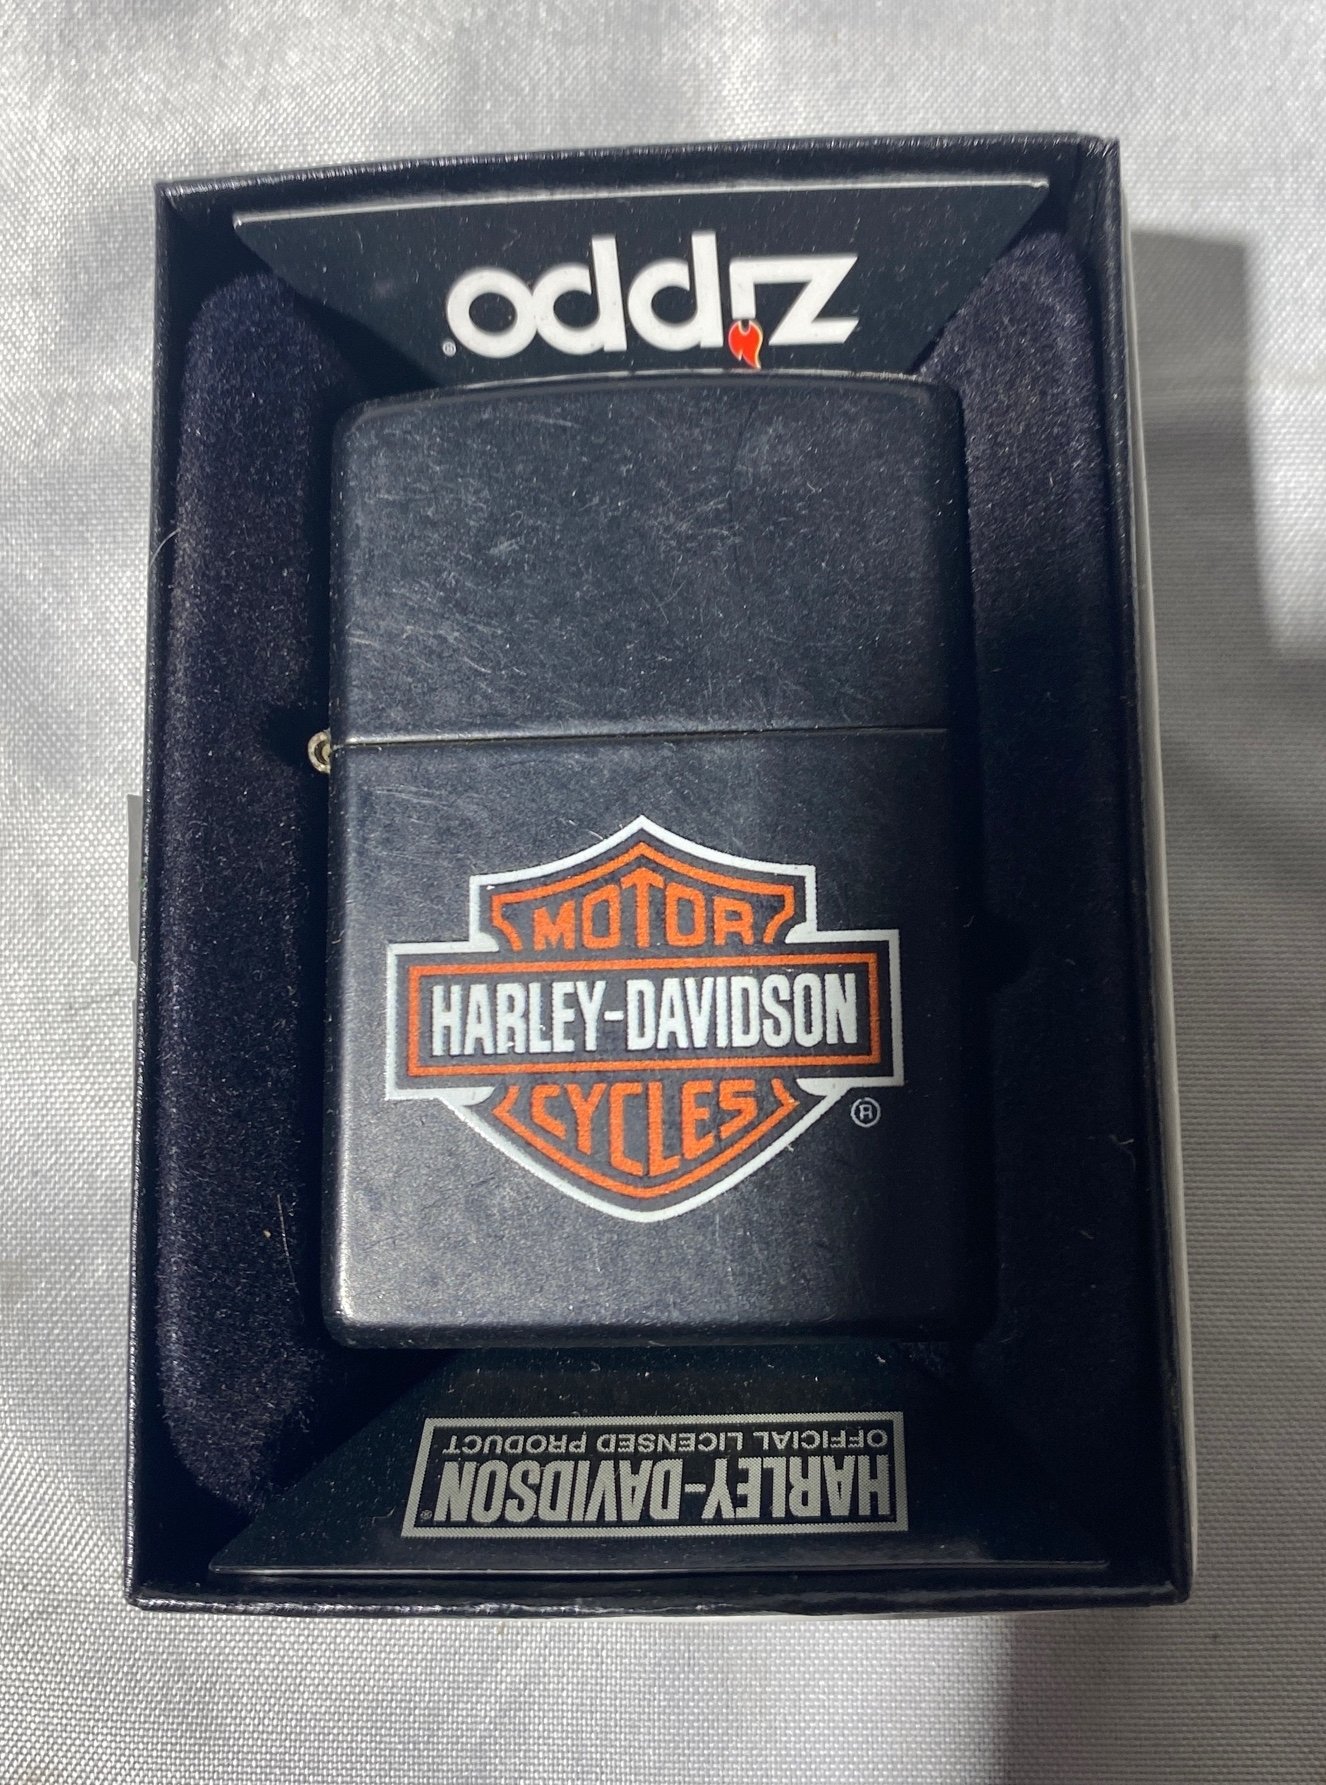 zippo®
MOTOR
HARLEY-DAVIDSON
CYCLES
®
HARLEY-DAVIDSON®
OFFICIAL LICENSED PRODUCT